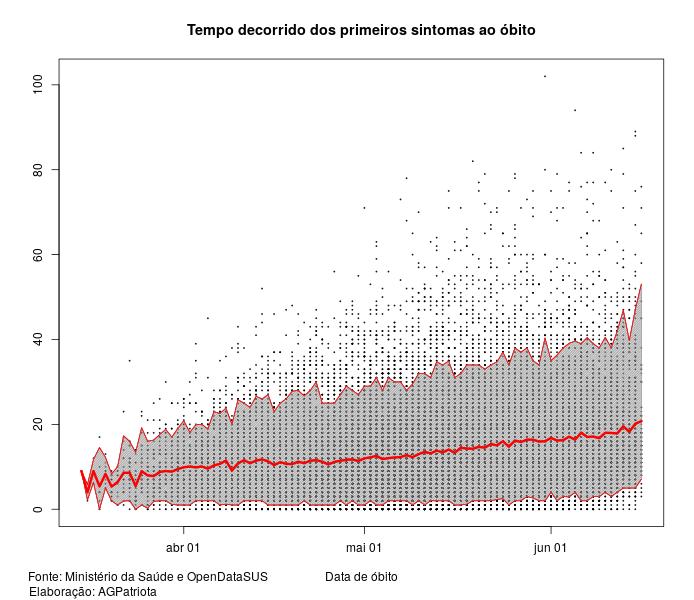 Tempo decorrido dos primeiros sintomas ao óbito
100
80
60
40
20
0
abr 01 mai 01 jun 01
Fonte: Ministério da Saúde e OpenDataSUS Data de óbito
Elaboração: AGPatriota